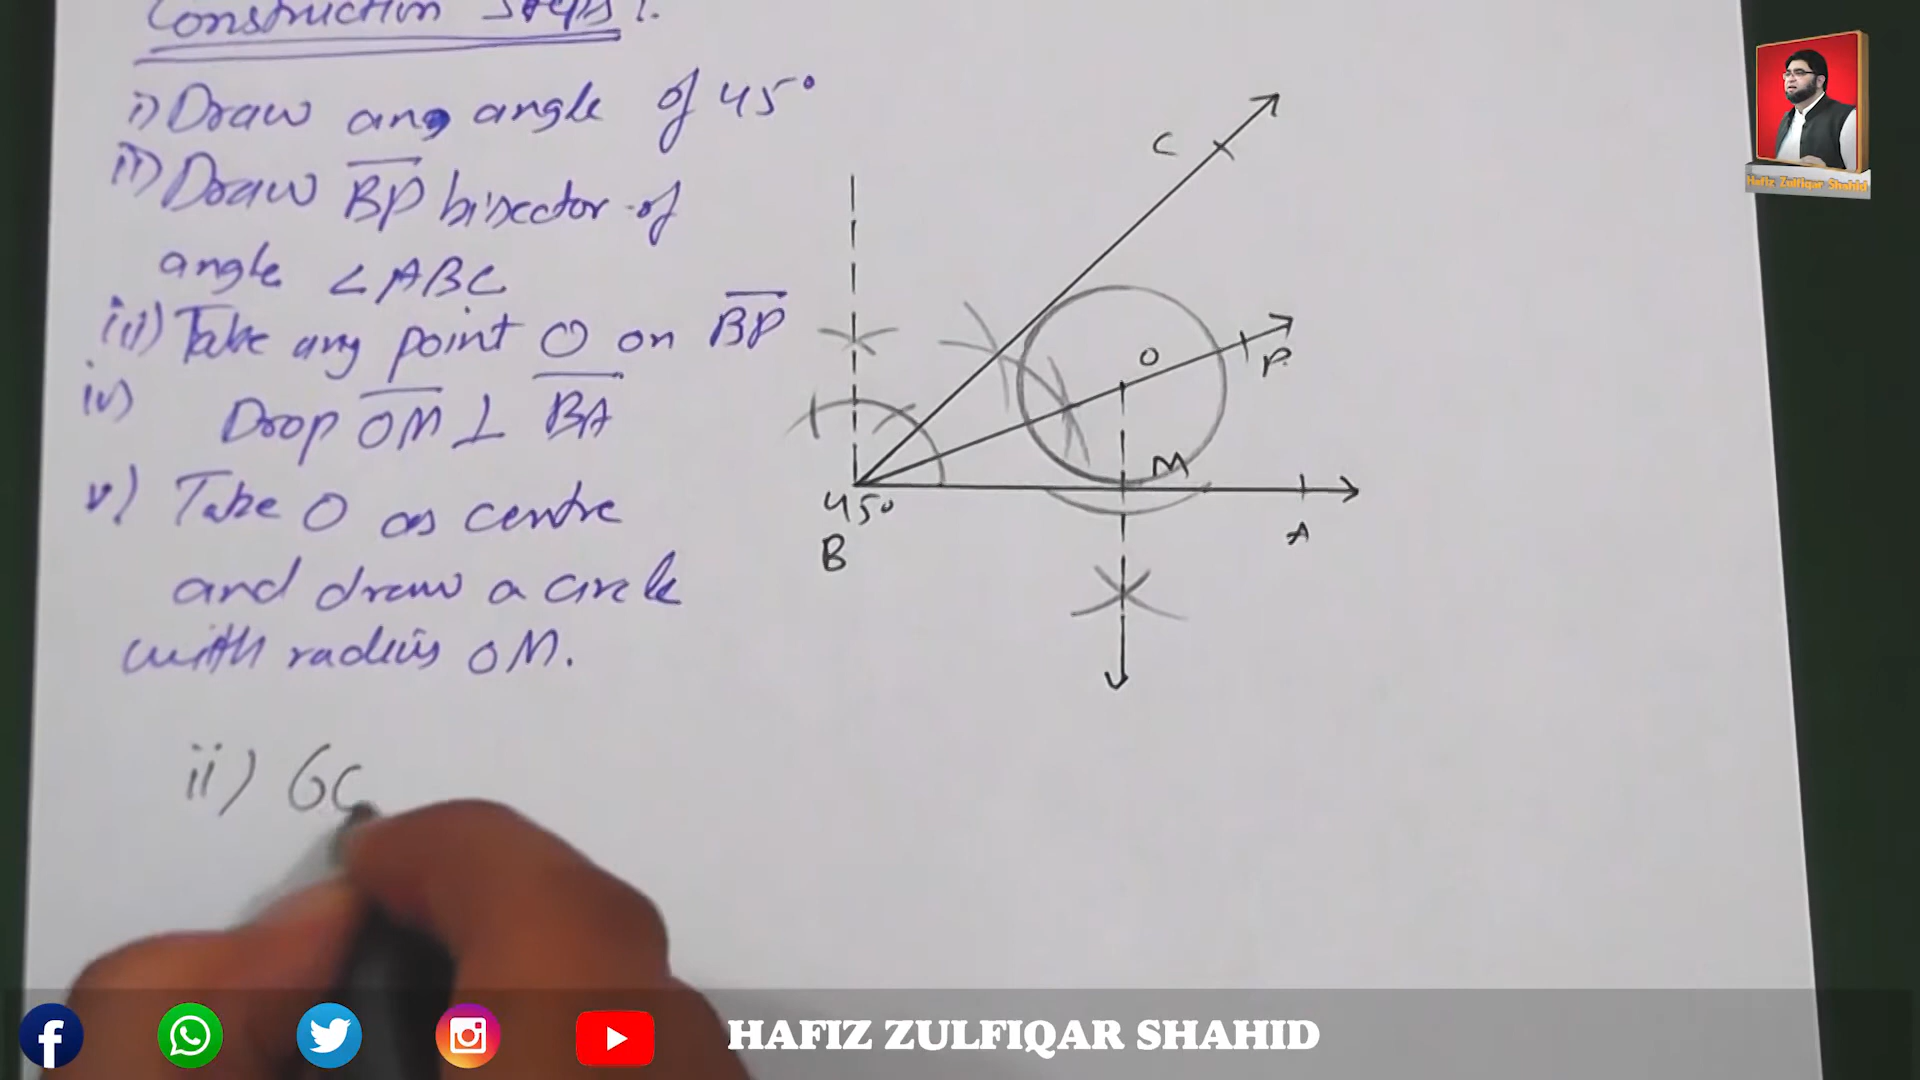 Construction Steps:
i) Draw ang angle of 45°
ii) Draw BP bisector of
angle ∠ABC
iii) Take any point O on BP
iv) Drop OM ⊥ BA
v) Take O as centre
and draw a circle
with radius OM.
ii) 60
C
O
P
M
45°
B
A
Hafiz Zulfiqar Shahid
HAFIZ ZULFIQAR SHAHID